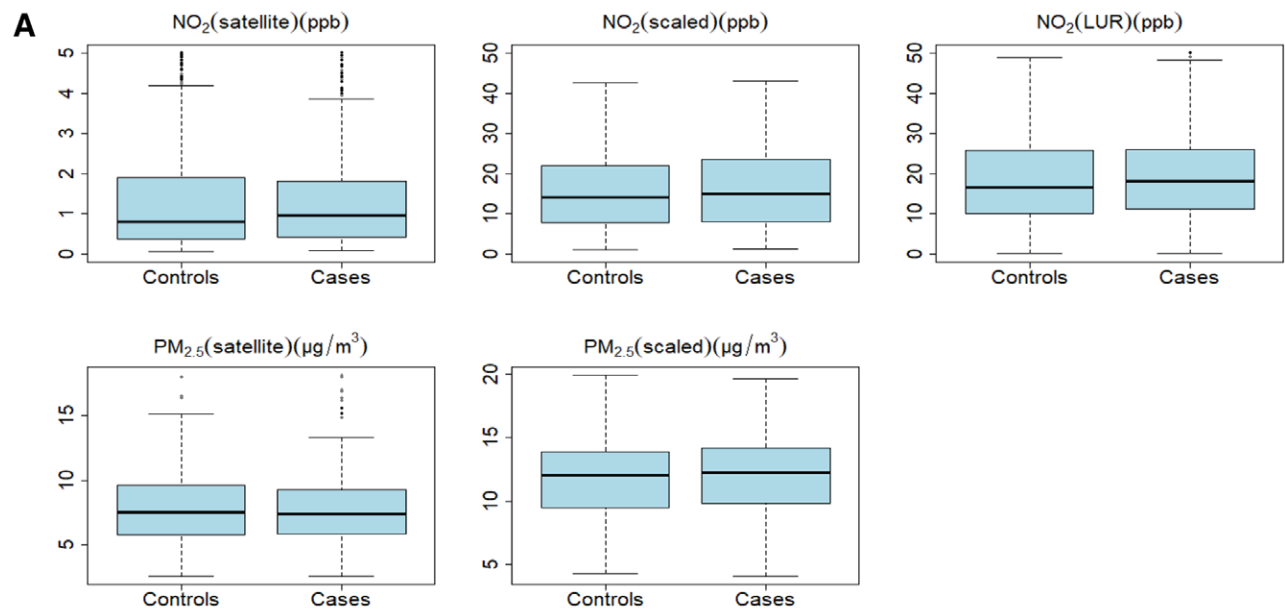 A
NO₂(satellite)(ppb)
5
4
3
2
1
0
Controls Cases
NO₂(scaled)(ppb)
50
40
30
20
10
0
Controls Cases
NO₂(LUR)(ppb)
50
40
30
20
10
0
Controls Cases
PM₂.₅(satellite)(µg/m³)
15
10
5
Controls Cases
PM₂.₅(scaled)(µg/m³)
20
15
10
5
Controls Cases